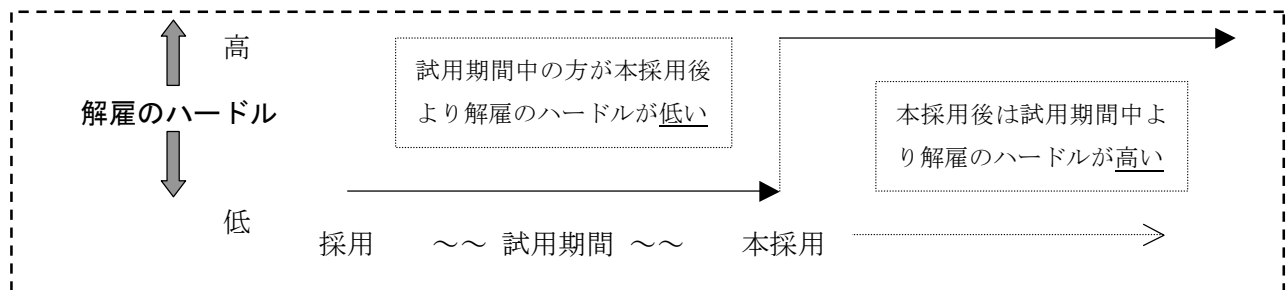 高
解雇のハードル
低
試用期間中の方が本採用後
より解雇のハードルが低い
本採用後は試用期間中よ
り解雇のハードルが高い
採用 ～～ 試用期間 ～～ 本採用